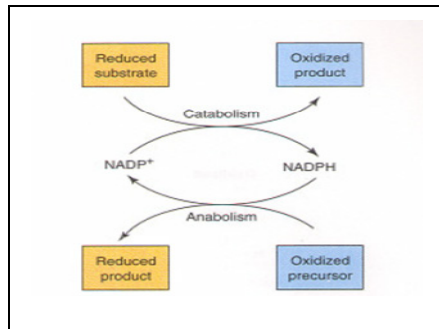 Reduced
substrate
Oxidized
product
Catabolism
NADP+
NADPH
Anabolism
Reduced
product
Oxidized
precursor